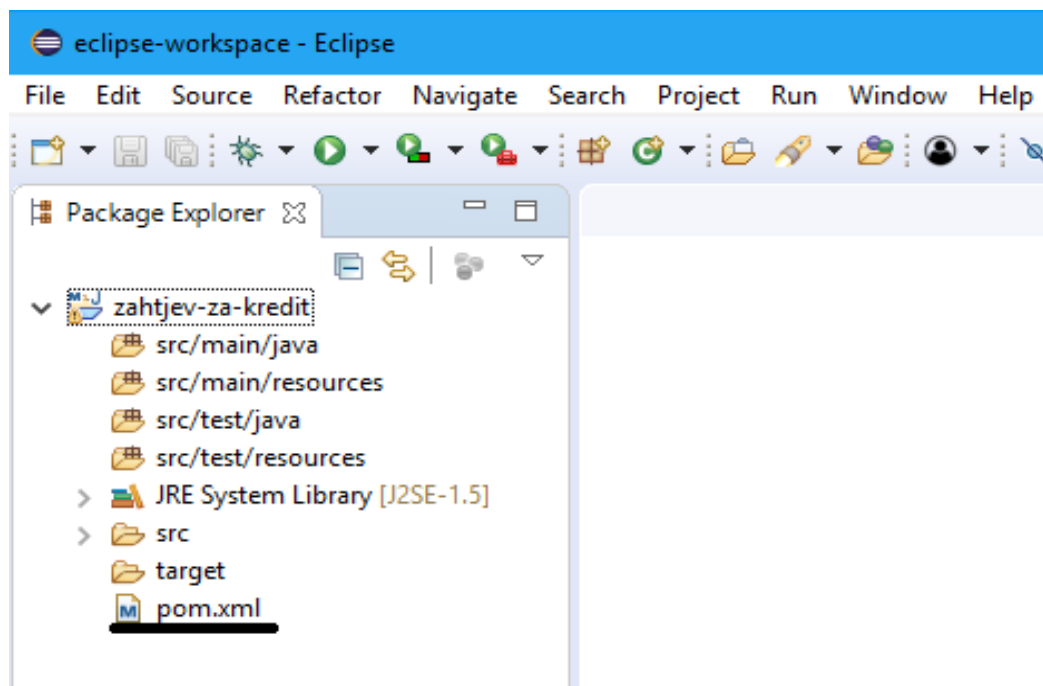 eclipse-workspace - Eclipse
File Edit Source Refactor Navigate Search Project Run Window Help
Package Explorer
zahtjev-za-kredit
src/main/java
src/main/resources
src/test/java
src/test/resources
JRE System Library [J2SE-1.5]
src
target
pom.xml